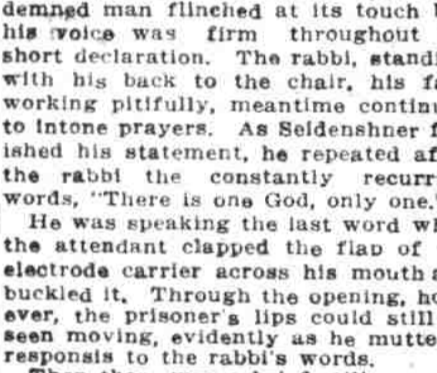 demned man flinched at its touch
his voice was firm throughout
short declaration. The rabbi, standi
with his back to the chair, his fa
working pitifully, meantime continu
to intone prayers. As Seidenshner f
ished his statement, he repeated af
the rabbi the constantly recurr
words, "There is one God, only one."
He was speaking the last word wh
the attendant clapped the flap of
electrode carrier across his mouth a
buckled it. Through the opening, ho
ever, the prisoner's lips could still
seen moving, evidently as he mutte
responsis to the rabbi's words.